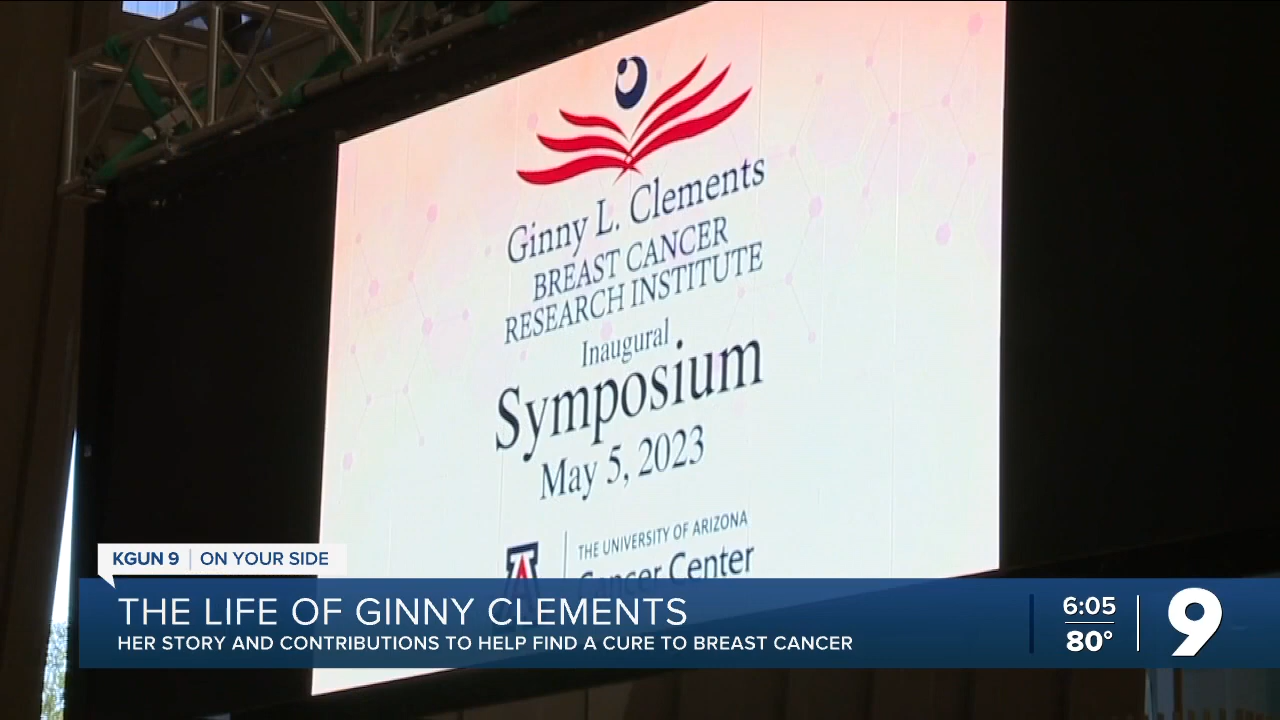 Ginny L. Clements
BREAST CANCER
RESEARCH INSTITUTE
Inaugural
Symposium
May 5, 2023
A
THE UNIVERSITY OF ARIZONA
Cancer Center
KGUN 9 | ON YOUR SIDE
THE LIFE OF GINNY CLEMENTS
HER STORY AND CONTRIBUTIONS TO HELP FIND A CURE TO BREAST CANCER
6:05
80°
9